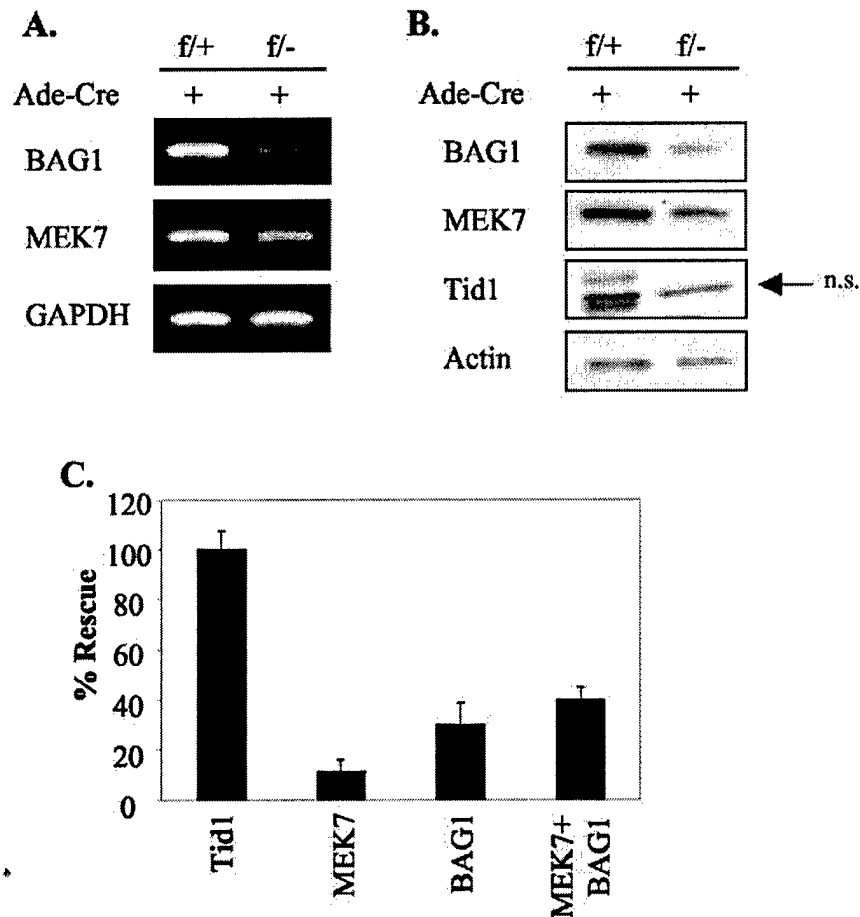 A.
f/+ f/-
Ade-Cre + +
BAG1
MEK7
GAPDH
B.
f/+ f/-
Ade-Cre + +
BAG1
MEK7
Tid1 n.s.
Actin
C.
% Rescue
120
100
80
60
40
20
0
Tid1
MEK7
BAG1
MEK7+
BAG1